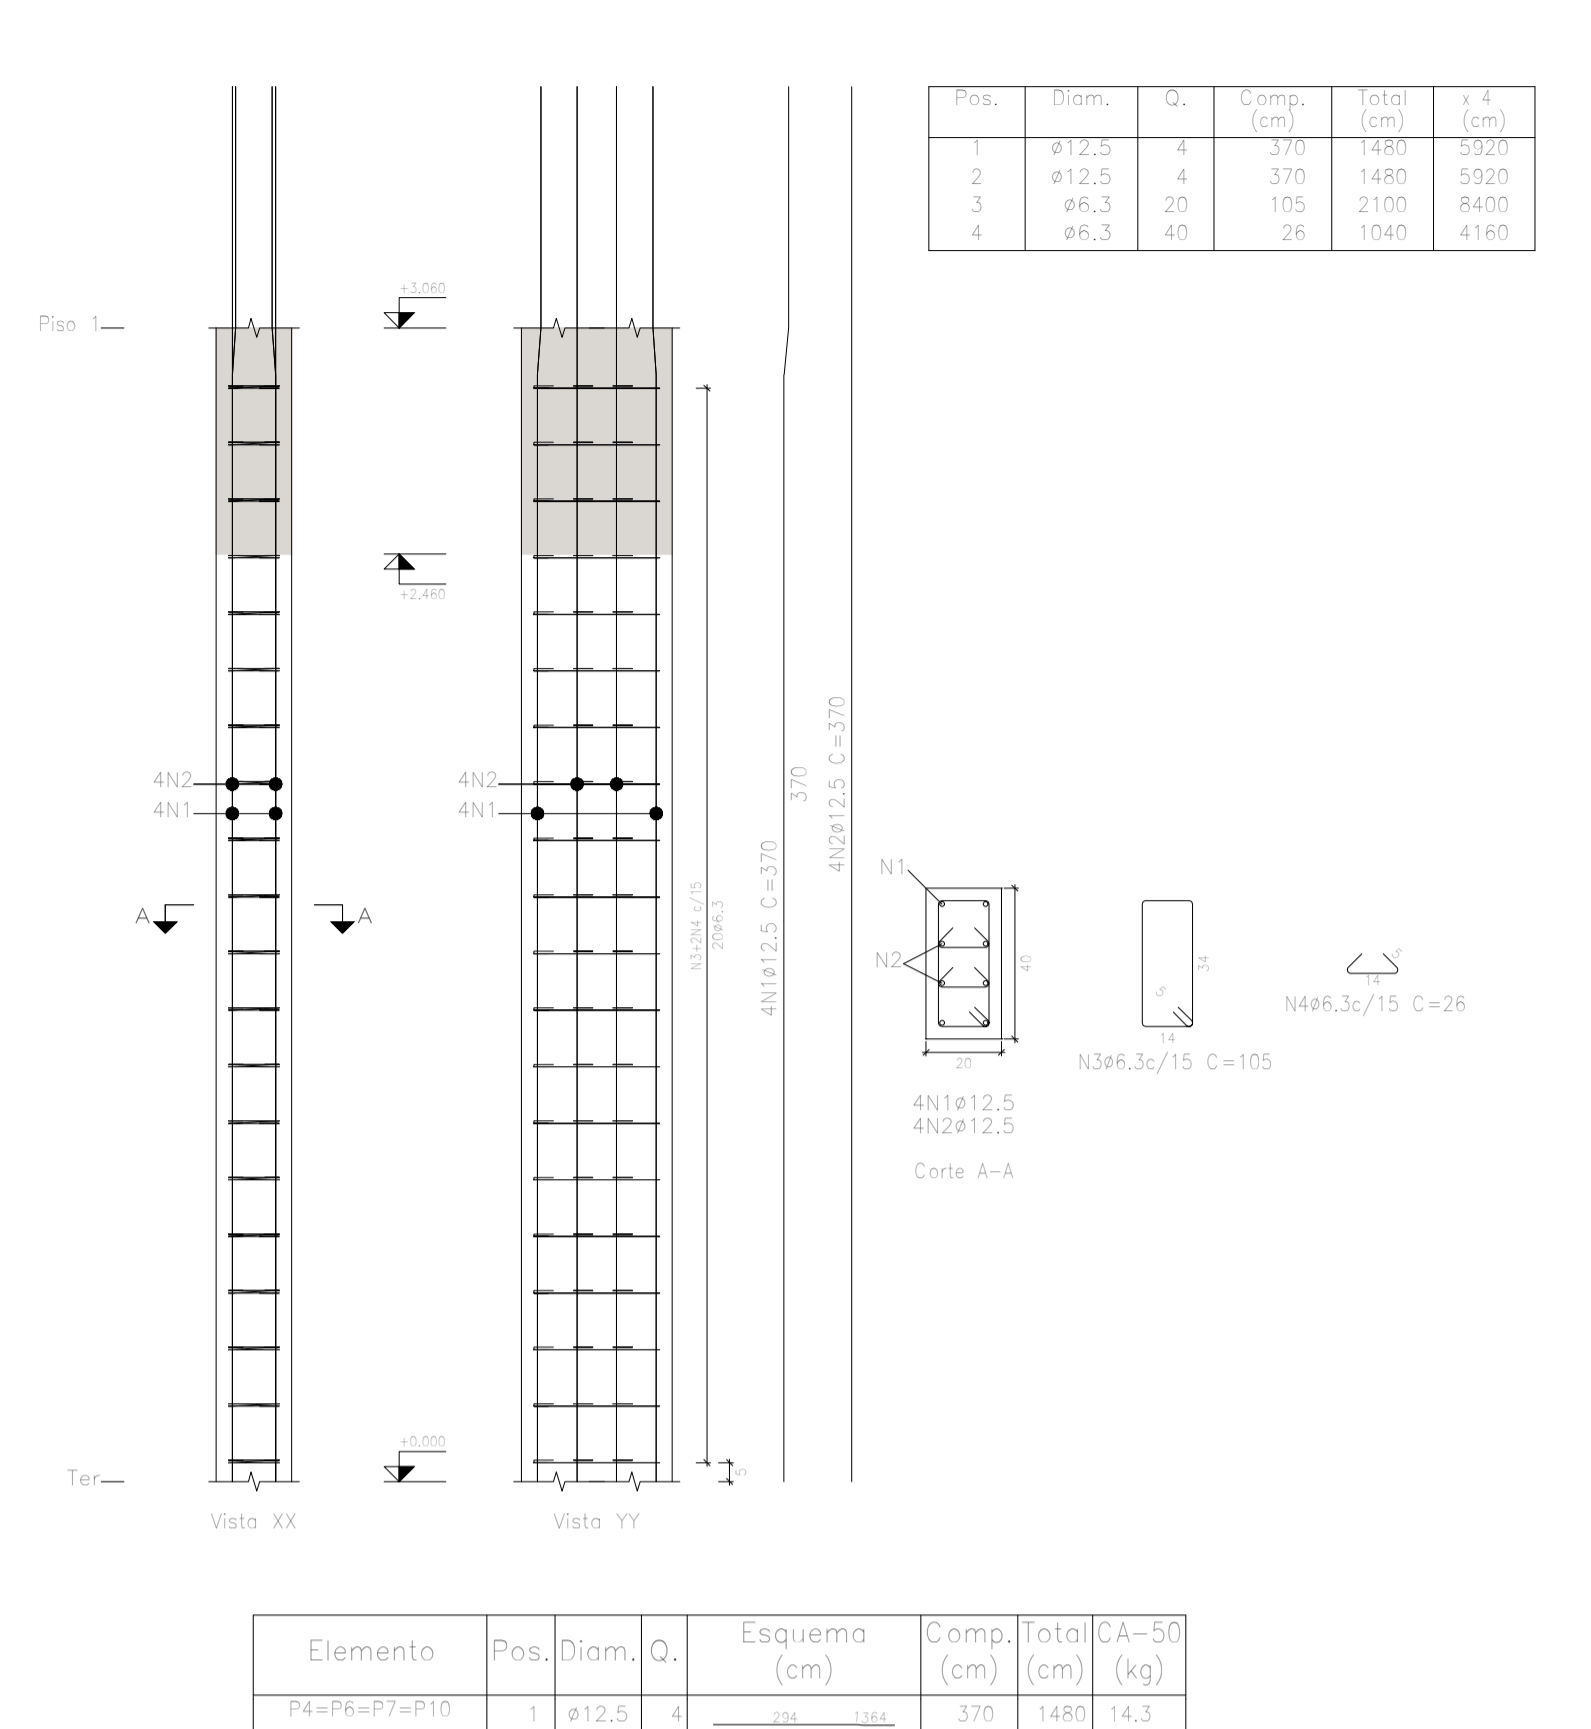 Pos. Diam. Q. Comp. (cm) Total (cm) x 4 (cm)
1 ø12.5 4 370 1480 5920
2 ø12.5 4 370 1480 5920
3 ø6.3 20 105 2100 8400
4 ø6.3 40 26 1040 4160
+3.060
Piso 1
+2.460
4N2
4N1
4N2
4N1
A
A
N3+2N4 c/15
20ø6.3
4N1ø12.5 C=370
370
4N2ø12.5 C=370
N1
N2
40
20
4N1ø12.5
4N2ø12.5
Corte A-A
34
5
14
N3ø6.3c/15 C=105
5
14
N4ø6.3c/15 C=26
+0.000
Ter
5
Vista XX
Vista YY
Elemento Pos. Diam. Q. Esquema (cm) Comp. (cm) Total (cm) CA-50 (kg)
P4=P6=P7=P10 1 ø12.5 4 294 1364 370 1480 14.3